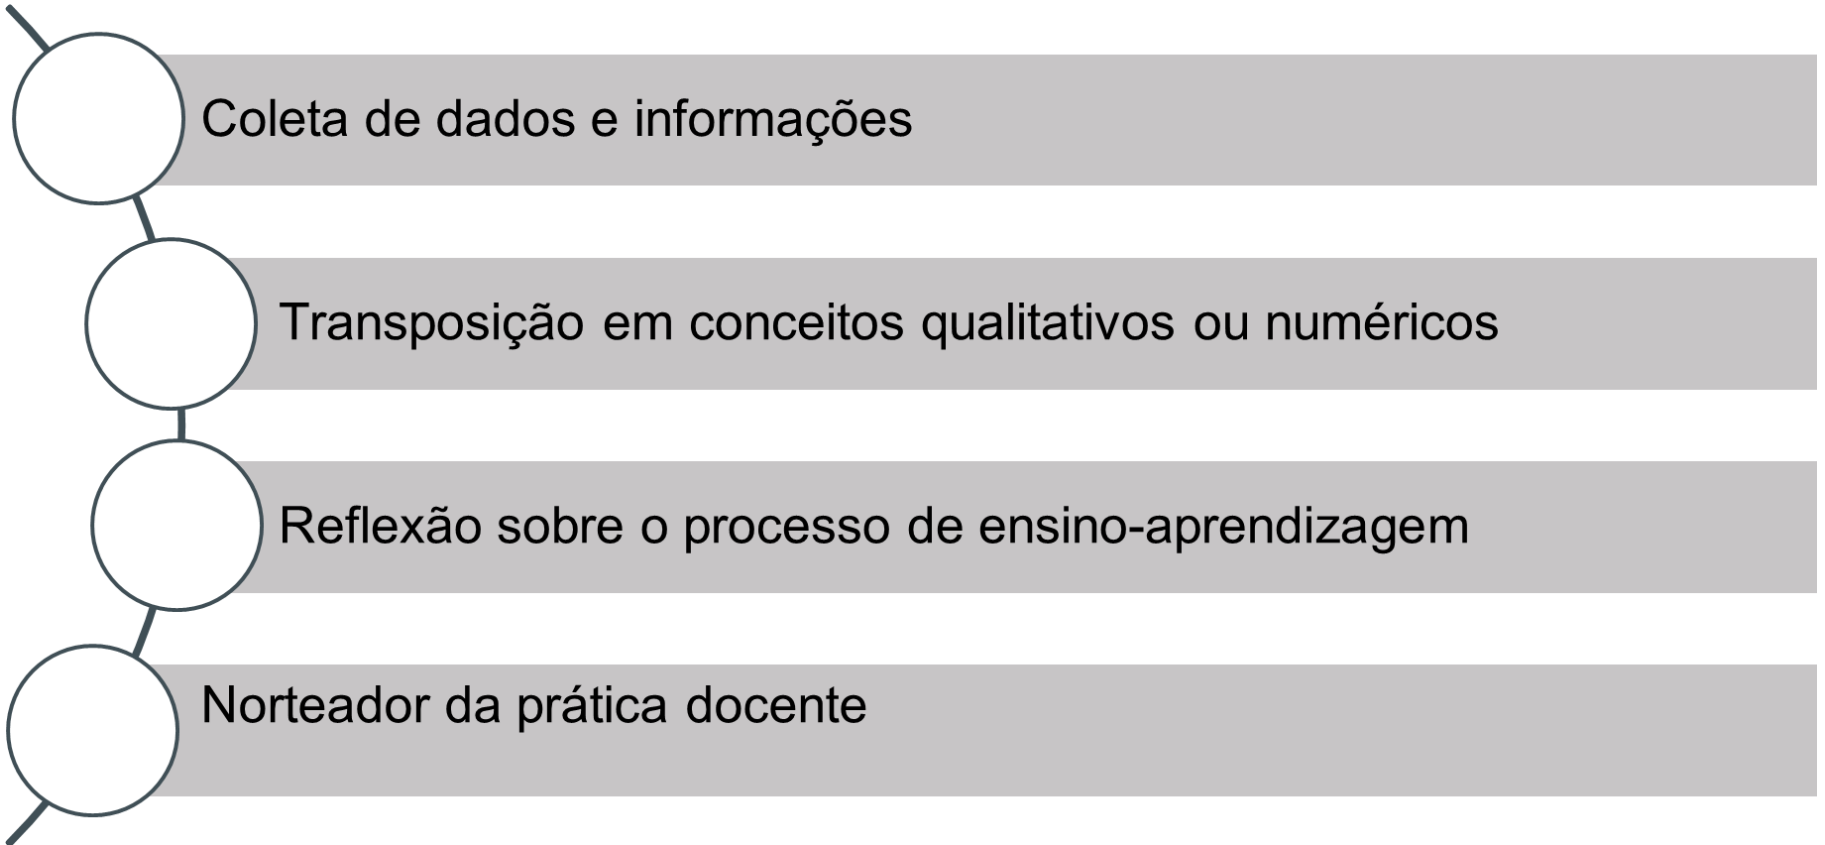 Coleta de dados e informações
Transposição em conceitos qualitativos ou numéricos
Reflexão sobre o processo de ensino-aprendizagem
Norteador da prática docente